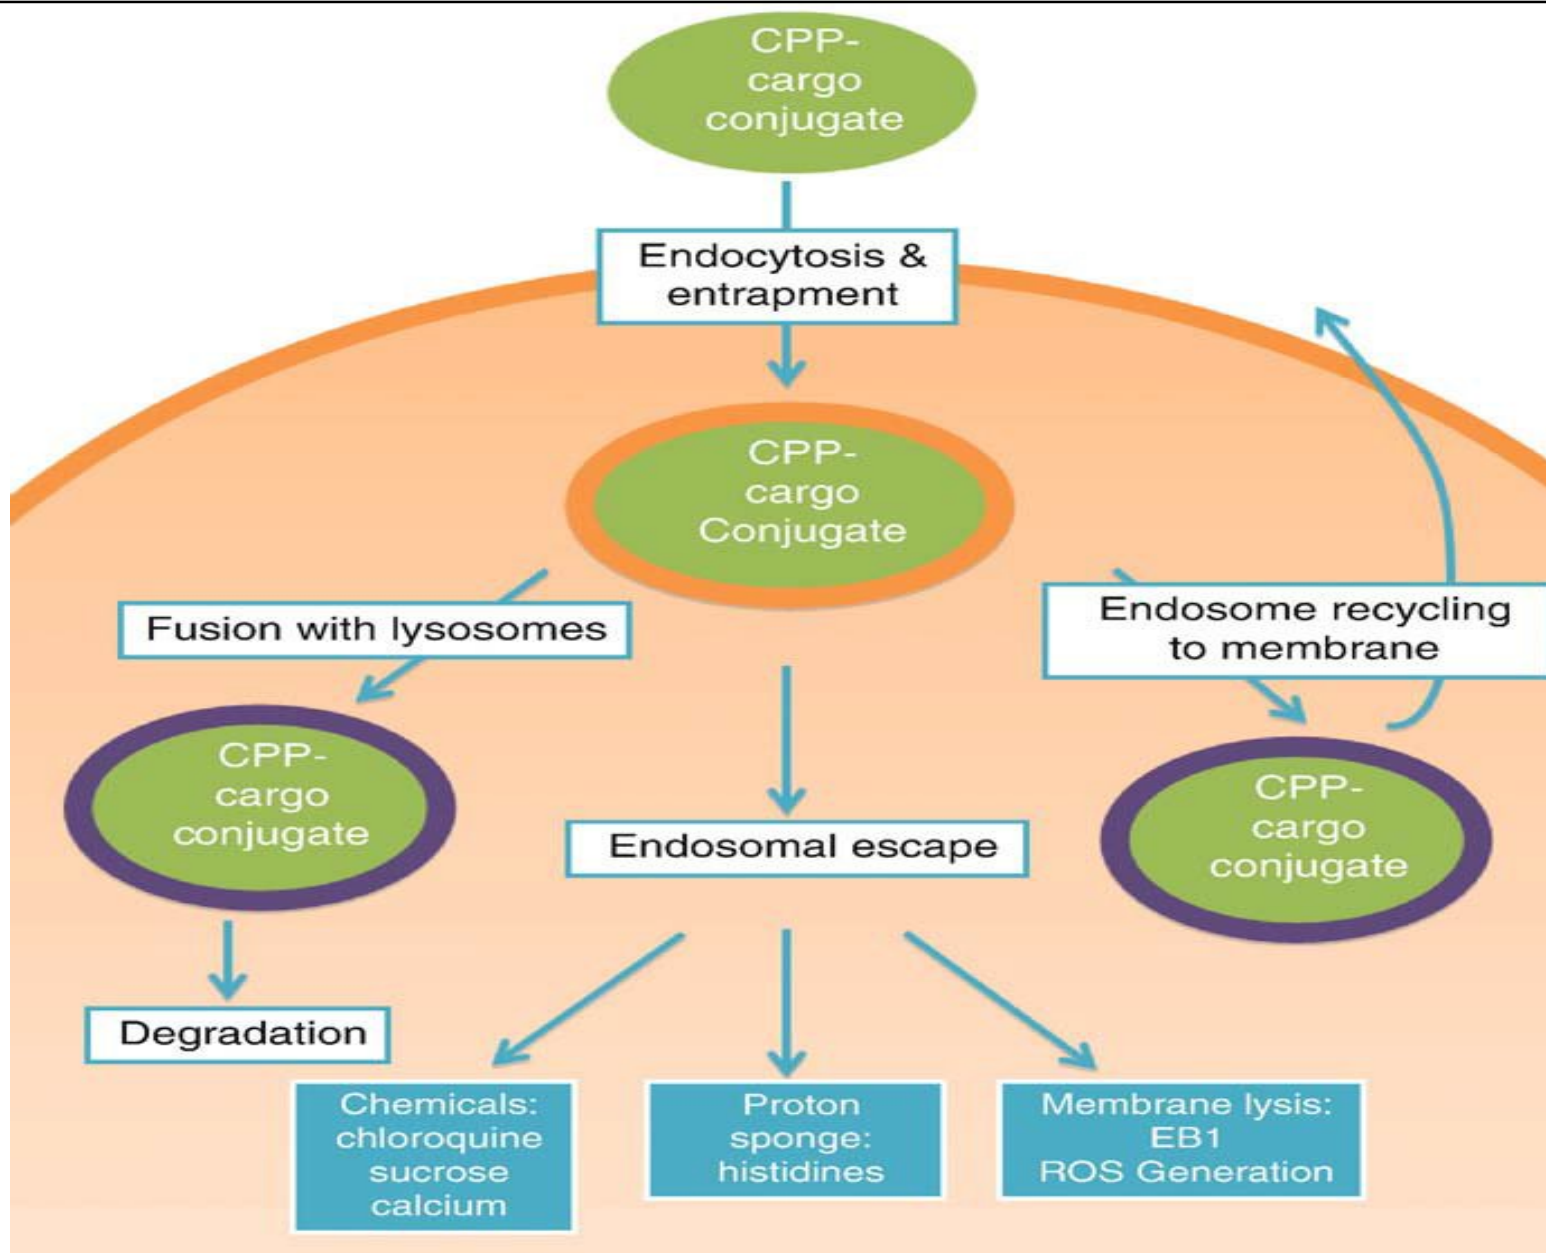 CPP-
cargo
conjugate
Endocytosis &
entrapment
CPP-
cargo
Conjugate
Fusion with lysosomes
Endosome recycling
to membrane
CPP-
cargo
conjugate
CPP-
cargo
conjugate
Endosomal escape
Degradation
Chemicals:
chloroquine
sucrose
calcium
Proton
sponge:
histidines
Membrane lysis:
EB1
ROS Generation